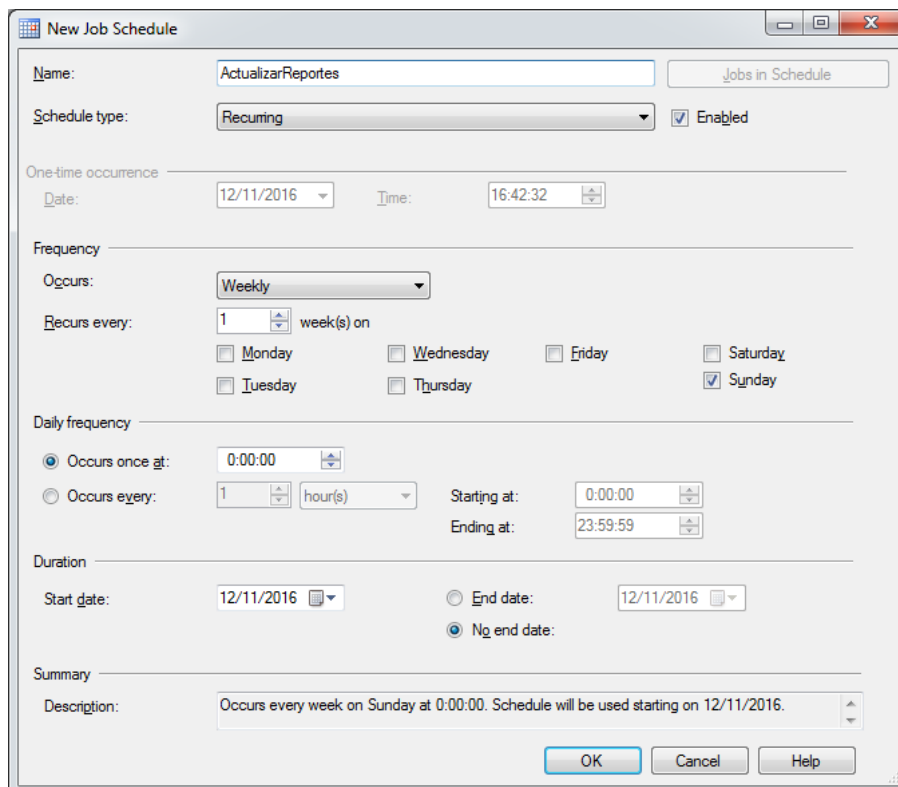 New Job Schedule
Name: ActualizarReportes Jobs in Schedule
Schedule type: Recurring Enabled
One-time occurrence
Date: 12/11/2016 Time: 16:42:32
Frequency
Occurs: Weekly
Recurs every: 1 week(s) on
Monday Wednesday Friday Saturday
Tuesday Thursday Sunday
Daily frequency
Occurs once at: 0:00:00
Occurs every: 1 hour(s) Starting at: 0:00:00
Ending at: 23:59:59
Duration
Start date: 12/11/2016 End date: 12/11/2016
No end date:
Summary
Description: Occurs every week on Sunday at 0:00:00. Schedule will be used starting on 12/11/2016.
OK Cancel Help